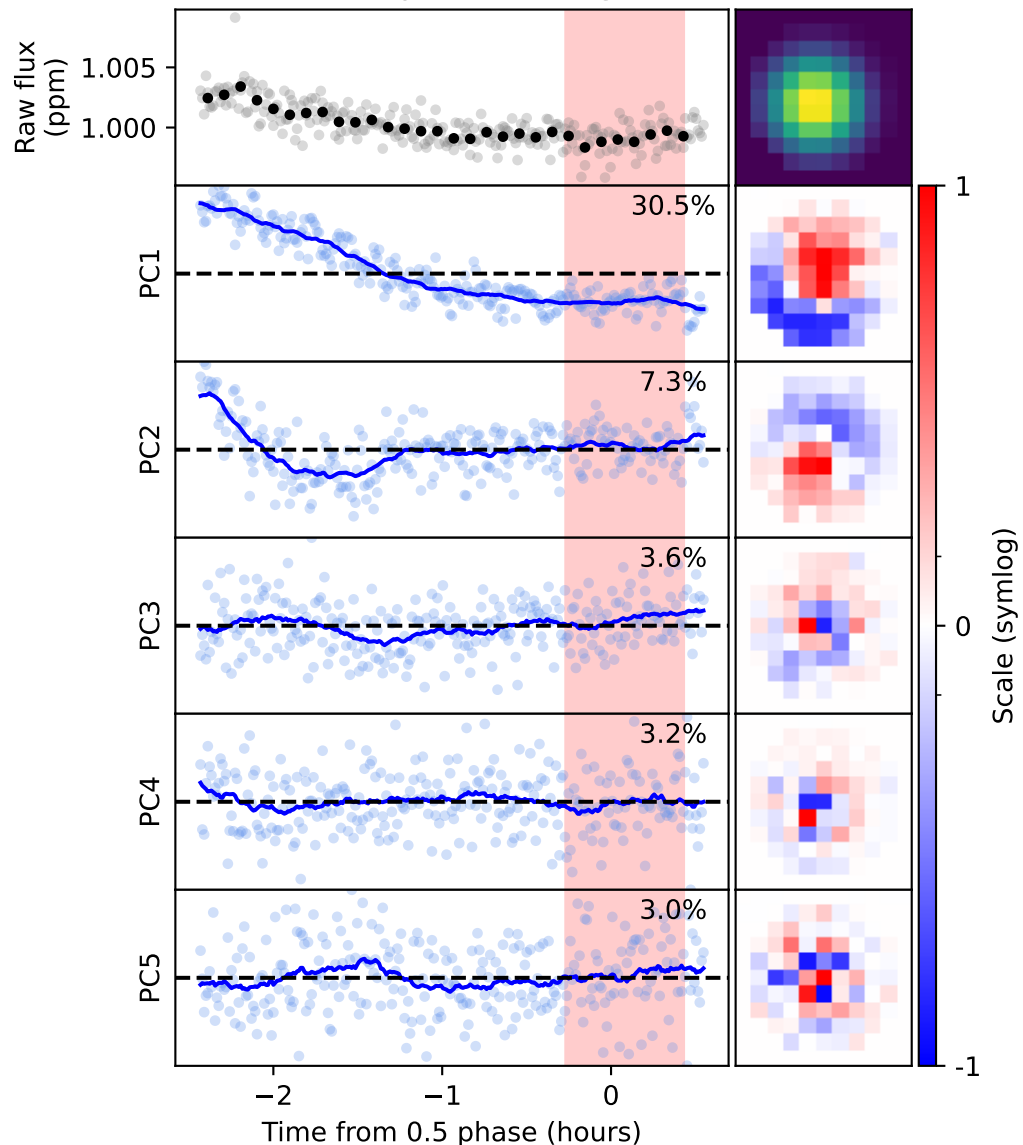 Raw flux
(ppm)
1.005
1.000
PC1
30.5%
PC2
7.3%
PC3
3.6%
PC4
3.2%
PC5
3.0%
−2
−1
0
Time from 0.5 phase (hours)
1
0
-1
Scale (symlog)